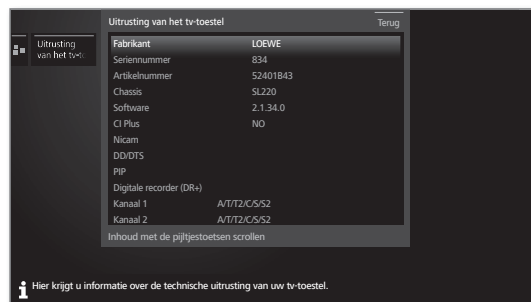 Uitrusting van het tv-toestel
Terug
Uitrusting
van het tv-to
Fabrikant LOEWE
Seriennummer 834
Artikelnummer 52401B43
Chassis SL220
Software 2.1.34.0
CI Plus NO
Nicam
DD/DTS
PIP
Digitale recorder (DR+)
Kanaal 1 A/T/T2/C/S/S2
Kanaal 2 A/T/T2/C/S/S2
Inhoud met de pijltjestoetsen scrollen
Hier krijgt u informatie over de technische uitrusting van uw tv-toestel.